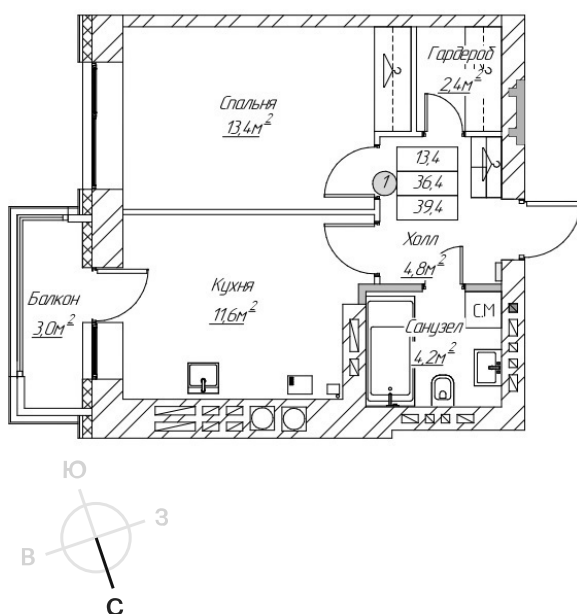 Гардероб
2,4м²
Спальня
13,4м²
1
13,4
36,4
39,4
Холл
4,8м²
Балкон
3,0м²
Кухня
11,6м²
С.М
Санузел
4,2м²
Ю
З
В
С